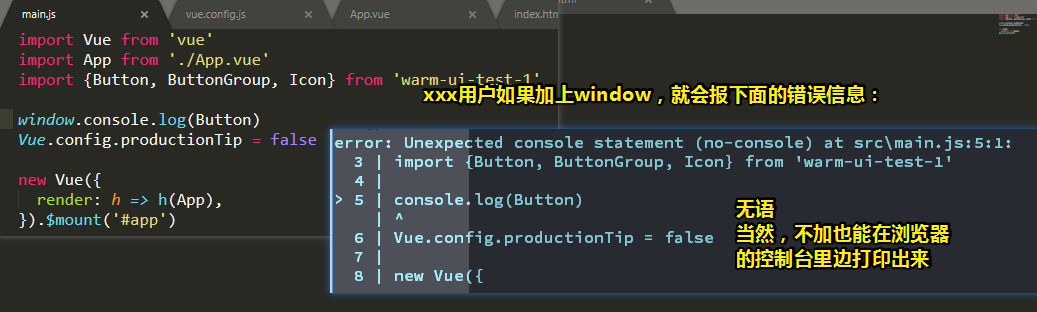 main.js × vue.config.js × App.vue × index.htm tml ×
import Vue from 'vue'
import App from './App.vue'
import {Button, ButtonGroup, Icon} from 'warm-ui-test-1'
xxx用户如果加上window，就会报下面的错误信息：
window.console.log(Button)
Vue.config.productionTip = false
new Vue({
render: h => h(App),
}).$mount('#app')
error: Unexpected console statement (no-console) at src\main.js:5:1:
3 | import {Button, ButtonGroup, Icon} from 'warm-ui-test-1'
4 |
> 5 | console.log(Button)
| ^
6 | Vue.config.productionTip = false
7 |
8 | new Vue({
无语
当然，不加也能在浏览器
的控制台里边打印出来